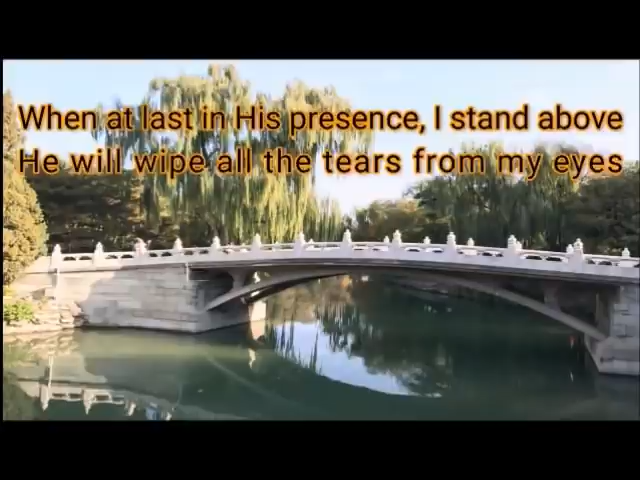 When at last in His presence, I stand above
He will wipe all the tears from my eyes